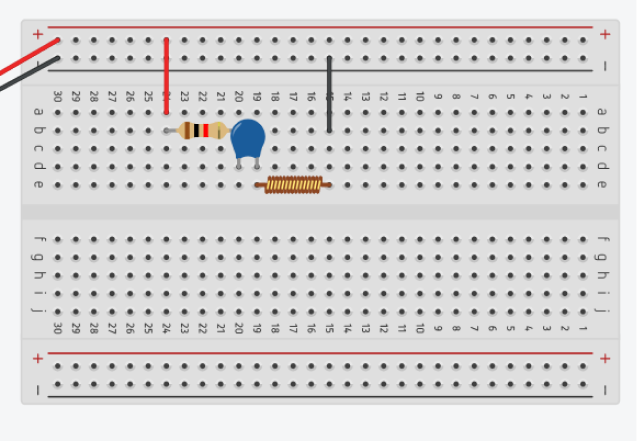 + +
- -
30 29 28 27 26 25 24 23 22 21 20 19 18 17 16 15 14 13 12 11 10 9 8 7 6 5 4 3 2 1
a a
b b
c c
d d
e e
f f
g g
h h
i i
j j
30 29 28 27 26 25 24 23 22 21 20 19 18 17 16 15 14 13 12 11 10 9 8 7 6 5 4 3 2 1
+ +
- -